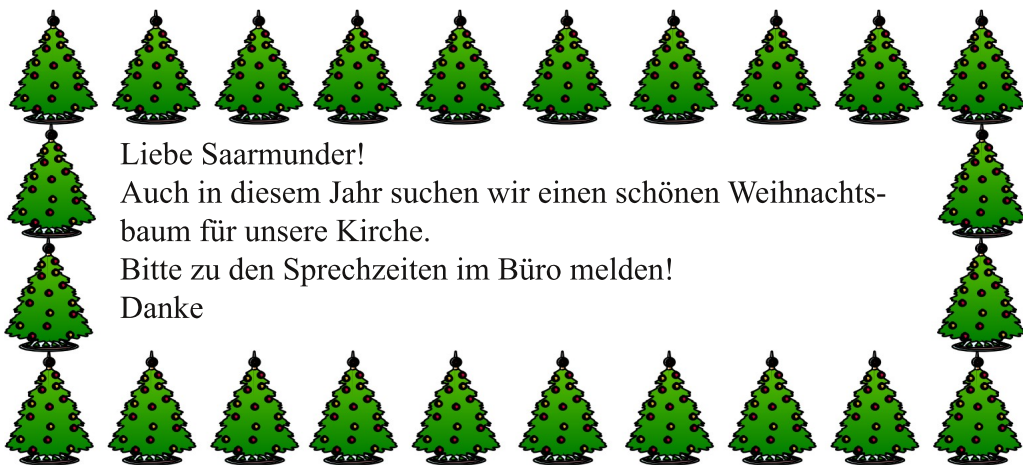 Liebe Saarmunder!
Auch in diesem Jahr suchen wir einen schönen Weihnachts-
baum für unsere Kirche.
Bitte zu den Sprechzeiten im Büro melden!
Danke